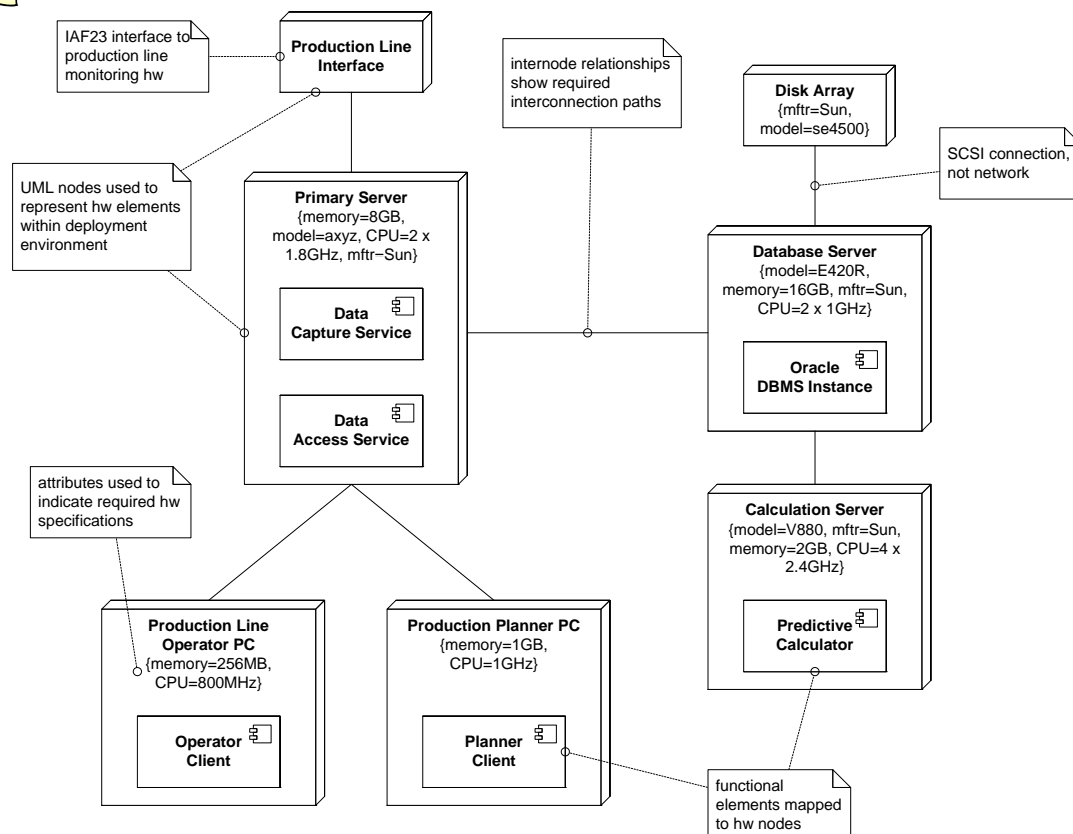 IAF23 interface to
production line
monitoring hw
Production Line
Interface
internode relationships
show required
interconnection paths
Disk Array
{mftr=Sun,
model=se4500}
SCSI connection,
not network
UML nodes used to
represent hw elements
within deployment
environment
Primary Server
{memory=8GB,
model=axyz, CPU=2 x
1.8GHz, mftr−Sun}
Data
Capture Service
Data
Access Service
Database Server
{model=E420R,
memory=16GB, mftr=Sun,
CPU=2 x 1GHz}
Oracle
DBMS Instance
attributes used to
indicate required hw
specifications
Calculation Server
{model=V880, mftr=Sun,
memory=2GB, CPU=4 x
2.4GHz}
Predictive
Calculator
Production Line
Operator PC
{memory=256MB,
CPU=800MHz}
Operator
Client
Production Planner PC
{memory=1GB,
CPU=1GHz}
Planner
Client
functional
elements mapped
to hw nodes